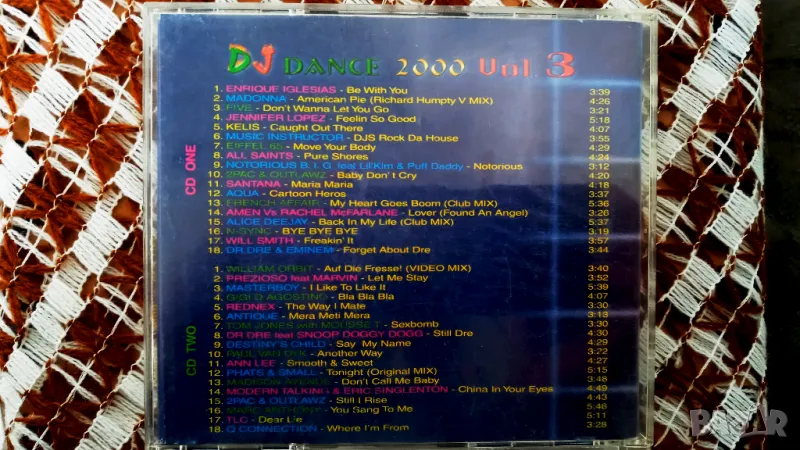 DJ DANCE 2000 Vol. 3
CD ONE
1. ENRIQUE IGLESIAS - Be With You 3:39
2. MADONNA - American Pie (Richard Humpty V MIX) 4:26
3. FIVE - Don't Wanna Let You Go 3:21
4. JENNIFER LOPEZ - Feelin So Good 5:18
5. KELIS - Caught Out There 4:07
6. MUSIC INSTRUCTOR - DJS Rock Da House 3:55
7. EIFFEL 65 - Move Your Body 4:29
8. ALL SAINTS - Pure Shores 4:24
9. NOTORIOUS B. I. G. feat Lil'Kim & Puff Daddy - Notorious 3:12
10. 2PAC & OUTLAWZ - Baby Don't Cry 4:20
11. SANTANA - Maria Maria 4:18
12. AQUA - Cartoon Heros 3:37
13. FRENCH AFFAIR - My Heart Goes Boom (Club MIX) 5:36
14. AMEN Vs RACHEL McFARLANE - Lover (Found An Angel) 3:26
15. ALICE DEEJAY - Back In My Life (Club MIX) 5:37
16. N-SYNC - BYE BYE BYE 3:19
17. WILL SMITH - Freakin' It 3:57
18. DR DRE & EMINEM - Forget About Dre 3:44
CD TWO
1. WILLIAM ORBIT - Auf Die Fresse! (VIDEO MIX) 3:40
2. PREZIOSO feat MARVIN - Let Me Stay 3:52
3. MASTERBOY - I Like To Like It 5:39
4. GIGI D AGOSTINO - Bla Bla Bla 4:07
5. REDNEX - The Way I Mate 3:30
6. ANTIQUE - Mera Meti Mera 3:13
7. TOM JONES with MOUSSE T - Sexbomb 3:30
8. DR DRE feat SNOOP DOGGY DOGG - Still Dre 4:30
9. DESTINY'S CHILD - Say My Name 4:29
10. PAUL VAN DYK - Another Way 3:22
11. ANN LEE - Smooth & Sweet 4:27
12. PHATS & SMALL - Tonight (Original MIX) 5:15
13. MADISON AVENUE - Don't Call Me Baby 3:48
14. MODERN TALKING & ERIC SINGLENTON - China In Your Eyes 4:49
15. 2PAC & OUTLAWZ - Still I Rise 4:43
16. MARC ANTHONY - You Sang To Me 5:46
17. TLC - Dear Lie 5:11
18. Q CONNECTION - Where I'm From 3:28